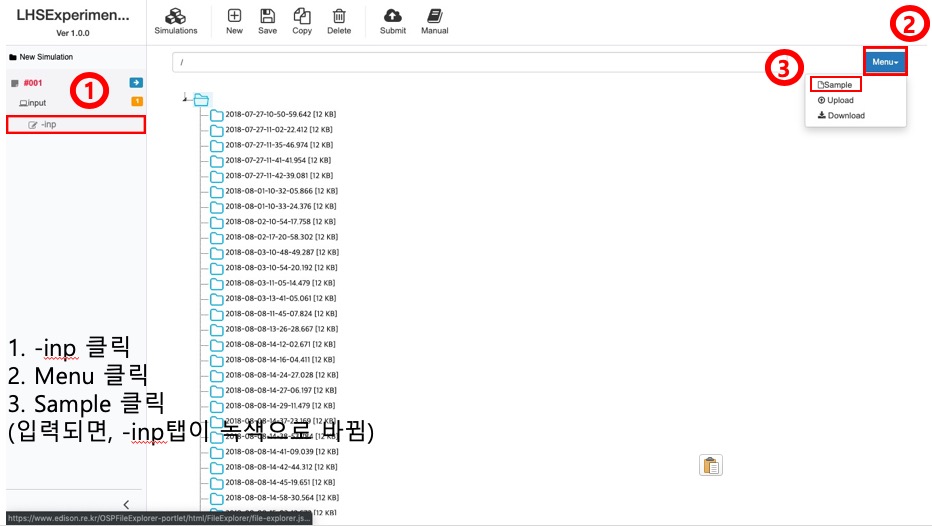 LHSExperimen...
Ver 1.0.0
Simulations
New
Save
Copy
Delete
Submit
Manual
2
New Simulation
/
Menu
#001
1
3
Sample
input
1
Upload
-inp
Download
2018-07-27-10-50-59.642 [12 KB]
2018-07-27-11-02-22.412 [12 KB]
2018-07-27-11-35-46.974 [12 KB]
2018-07-27-11-41-41.954 [12 KB]
2018-07-27-11-42-39.081 [12 KB]
2018-08-01-10-32-05.866 [12 KB]
2018-08-01-10-33-24.376 [12 KB]
2018-08-02-10-54-17.758 [12 KB]
2018-08-02-17-20-58.302 [12 KB]
2018-08-03-10-48-49.287 [12 KB]
2018-08-03-10-54-20.192 [12 KB]
2018-08-03-11-05-14.479 [12 KB]
2018-08-03-13-41-05.061 [12 KB]
2018-08-08-11-45-07.824 [12 KB]
2018-08-08-13-26-28.667 [12 KB]
2018-08-08-14-12-02.671 [12 KB]
2018-08-08-14-16-04.411 [12 KB]
2018-08-08-14-24-27.028 [12 KB]
2018-08-08-14-27-06.197 [12 KB]
2018-08-08-14-29-11.479 [12 KB]
2018-08-08-14-37-23.169 [12 KB]
2018-08-08-14-41-09.039 [12 KB]
2018-08-08-14-42-44.312 [12 KB]
2018-08-08-14-45-19.651 [12 KB]
2018-08-08-14-58-30.564 [12 KB]
1. -inp 클릭
2. Menu 클릭
3. Sample 클릭
(입력되면, -inp탭이 녹색으로 바뀜)
https://www.edison.re.kr/OSPFileExplorer-portlet/html/FileExplorer/file-explorer.js...